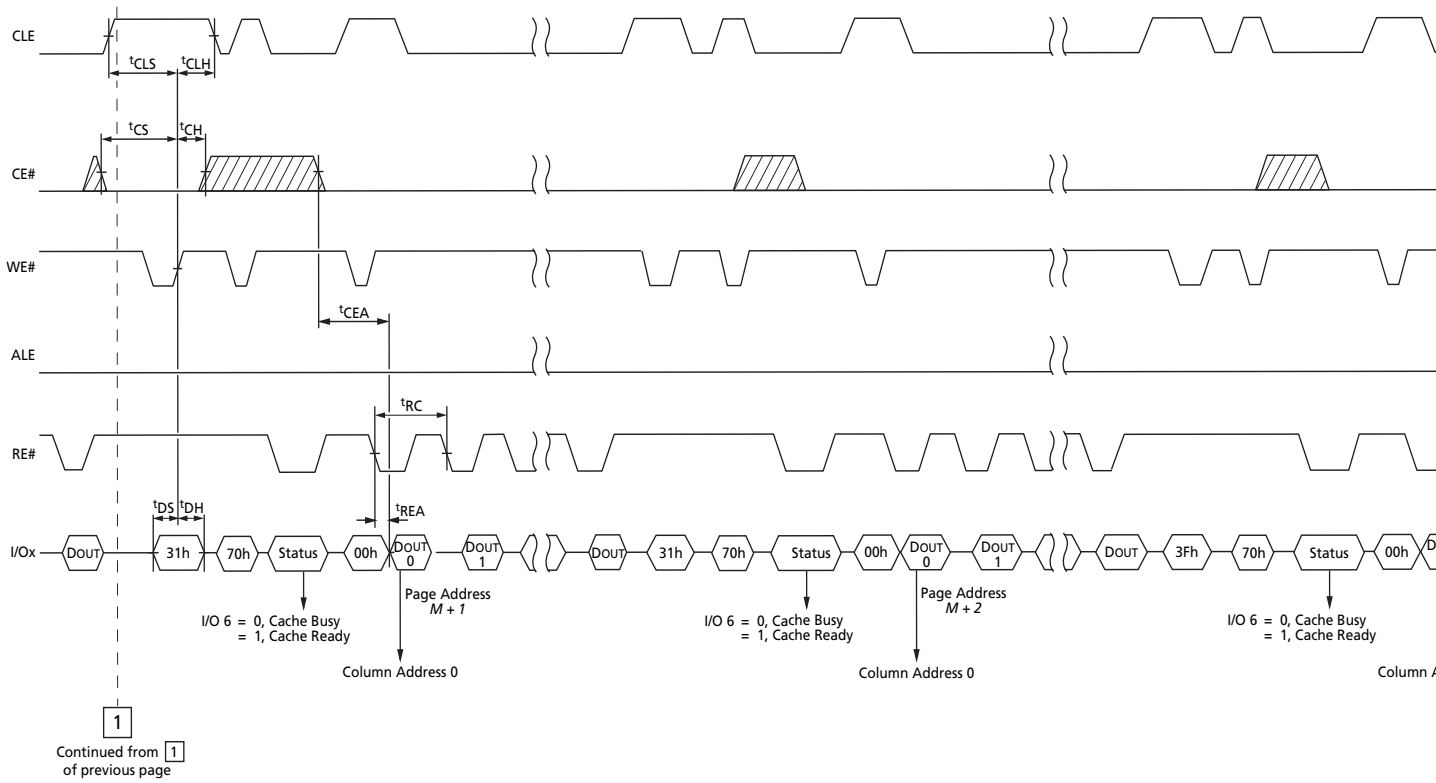 CLE
tCLS
tCLH
tCS
tCH
CE#
WE#
tCEA
ALE
tRC
RE#
tDS
tDH
tREA
I/Ox
DOUT
31h
70h
Status
00h
DOUT 0
DOUT 1
DOUT
31h
70h
Status
00h
DOUT 0
DOUT 1
DOUT
3Fh
70h
Status
00h
Page Address
M + 1
Page Address
M + 2
I/O 6 = 0, Cache Busy
= 1, Cache Ready
I/O 6 = 0, Cache Busy
= 1, Cache Ready
I/O 6 = 0, Cache Busy
= 1, Cache Ready
Column Address 0
Column Address 0
Column A
1
Continued from 1
of previous page